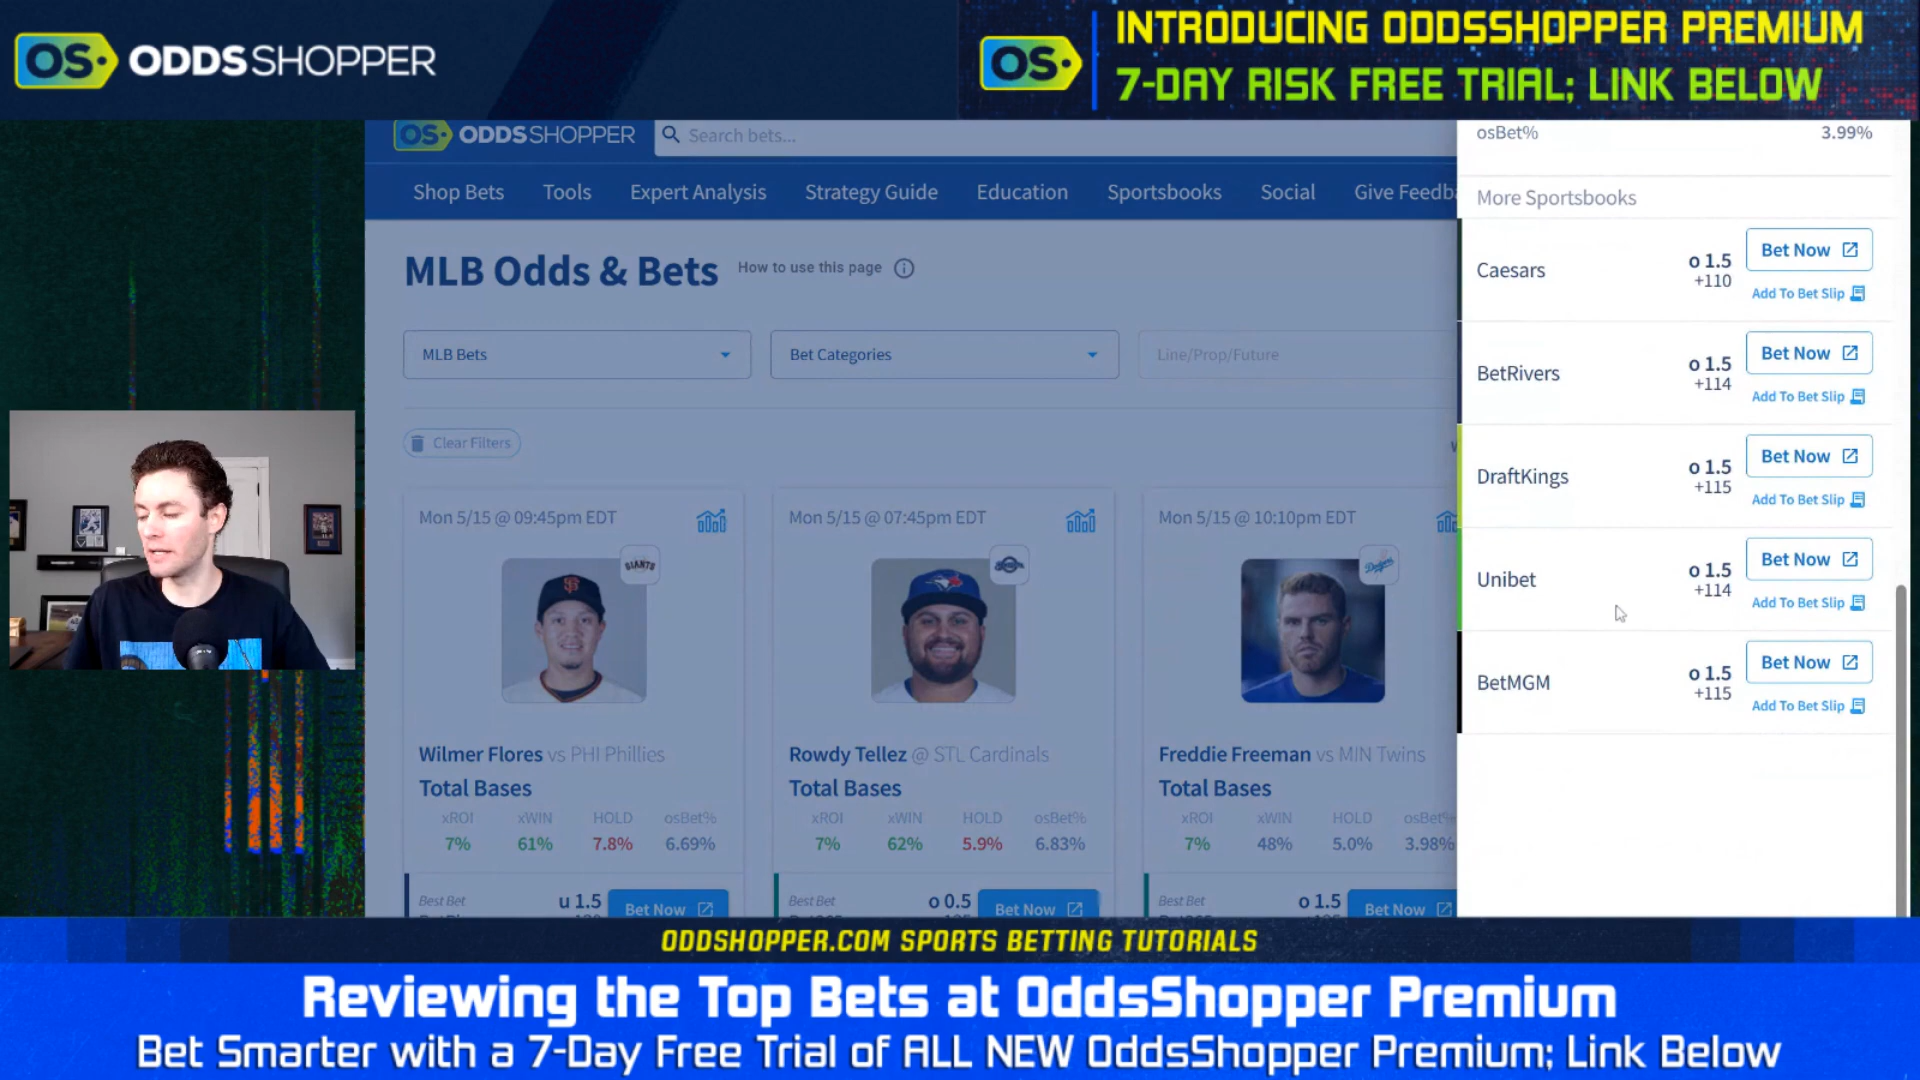 OS ODDSSHOPPER
OS INTRODUCING ODDSSHOPPER PREMIUM
7-DAY RISK FREE TRIAL; LINK BELOW
OS ODDSSHOPPER
Search bets...
Shop Bets Tools Expert Analysis Strategy Guide Education Sportsbooks Social Give Feedba
MLB Odds & Bets How to use this page
MLB Bets Bet Categories Line/Prop/Future
Clear Filters
Mon 5/15 @ 09:45pm EDT
GIANTS
Wilmer Flores vs PHI Phillies
Total Bases
xROI xWIN HOLD osBet%
7% 61% 7.8% 6.69%
Best Bet u 1.5 Bet Now
Mon 5/15 @ 07:45pm EDT
Rowdy Tellez @ STL Cardinals
Total Bases
xROI xWIN HOLD osBet%
7% 62% 5.9% 6.83%
Best Bet o 0.5 Bet Now
Mon 5/15 @ 10:10pm EDT
Dodgers
Freddie Freeman vs MIN Twins
Total Bases
xROI xWIN HOLD osBet%
7% 48% 5.0% 3.98%
Best Bet o 1.5 Bet Now
osBet% 3.99%
More Sportsbooks
Caesars o 1.5 +110 Bet Now
Add To Bet Slip
BetRivers o 1.5 +114 Bet Now
Add To Bet Slip
DraftKings o 1.5 +115 Bet Now
Add To Bet Slip
Unibet o 1.5 +114 Bet Now
Add To Bet Slip
BetMGM o 1.5 +115 Bet Now
Add To Bet Slip
ODDSHOPPER.COM SPORTS BETTING TUTORIALS
Reviewing the Top Bets at OddsShopper Premium
Bet Smarter with a 7-Day Free Trial of ALL NEW OddsShopper Premium; Link Below